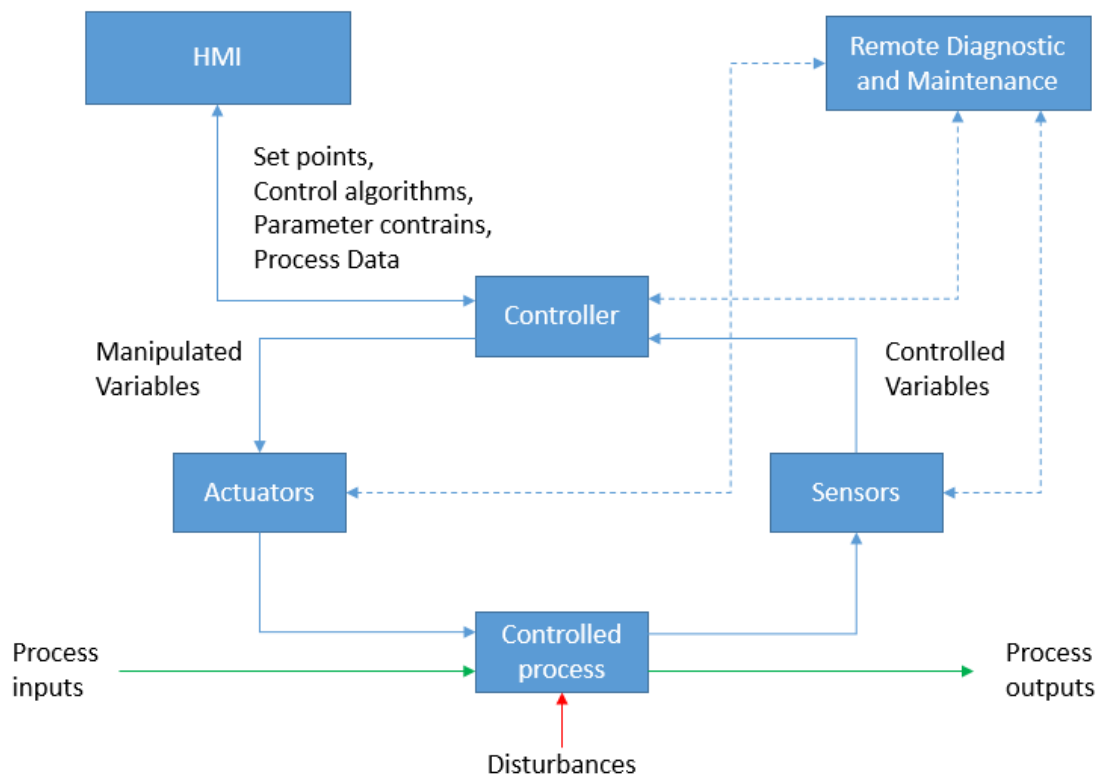 HMI
Remote Diagnostic
and Maintenance
Set points,
Control algorithms,
Parameter contrains,
Process Data
Controller
Manipulated
Variables
Controlled
Variables
Actuators
Sensors
Controlled
process
Process
inputs
Process
outputs
Disturbances